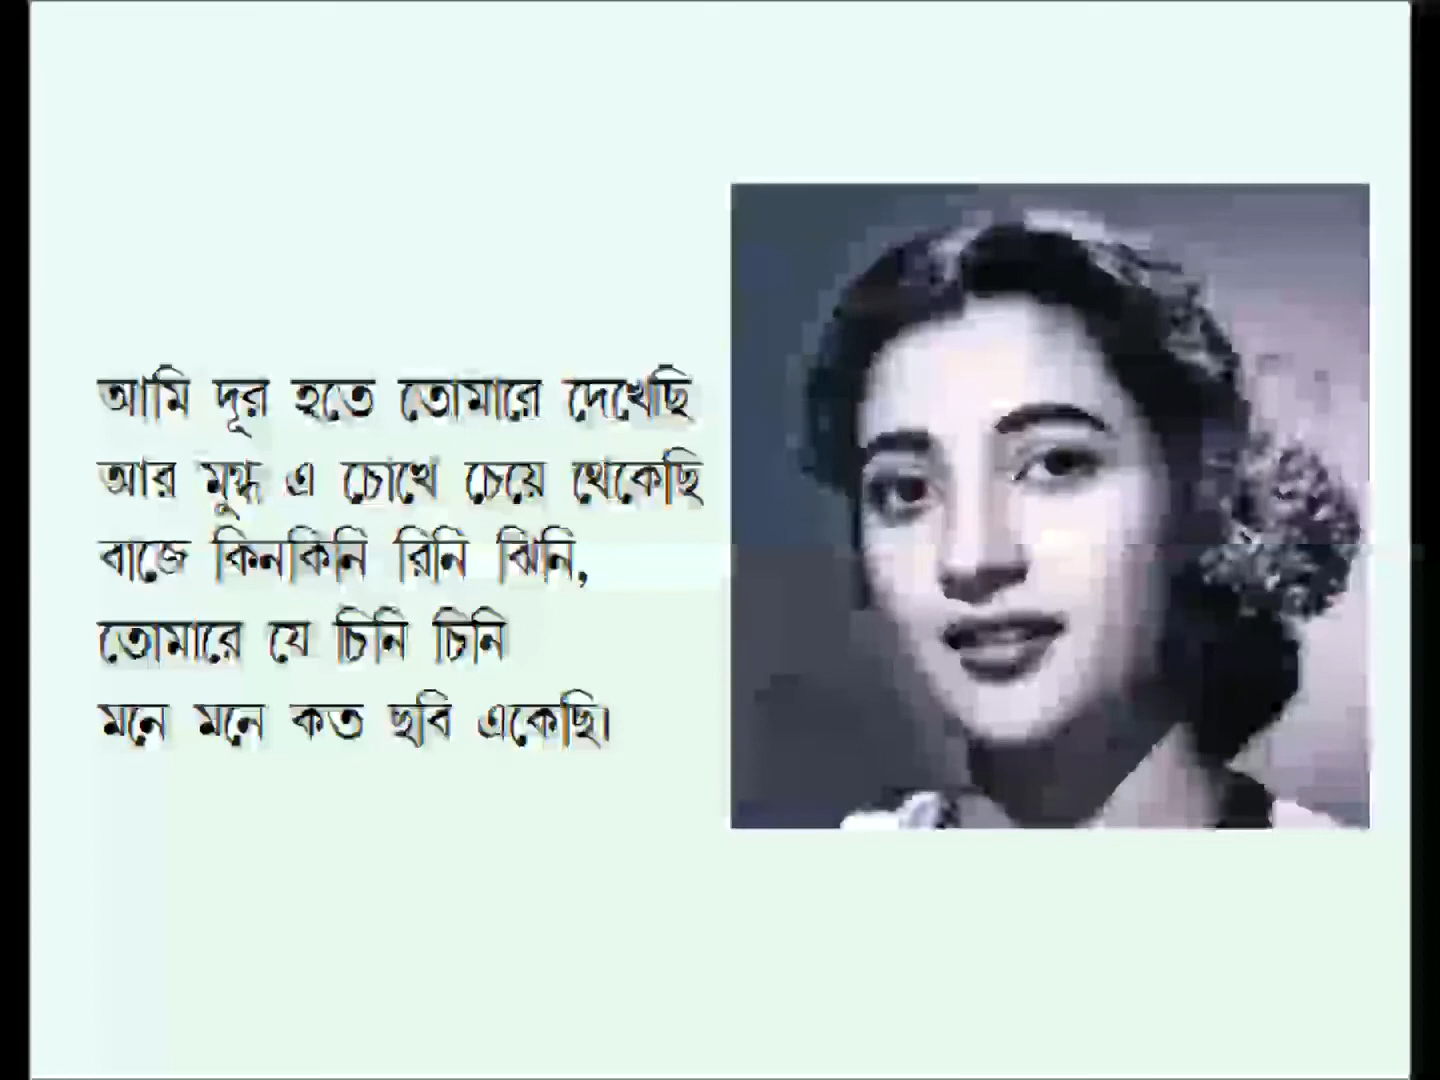 আমি দূর হতে তোমারে দেখেছি
আর মুগ্ধ এ চোখে চেয়ে থেকেছি
বাজে কিনকিনি রিনি ঝিনি,
তোমারে যে চিনি চিনি
মনে মনে কত ছবি একেছি।